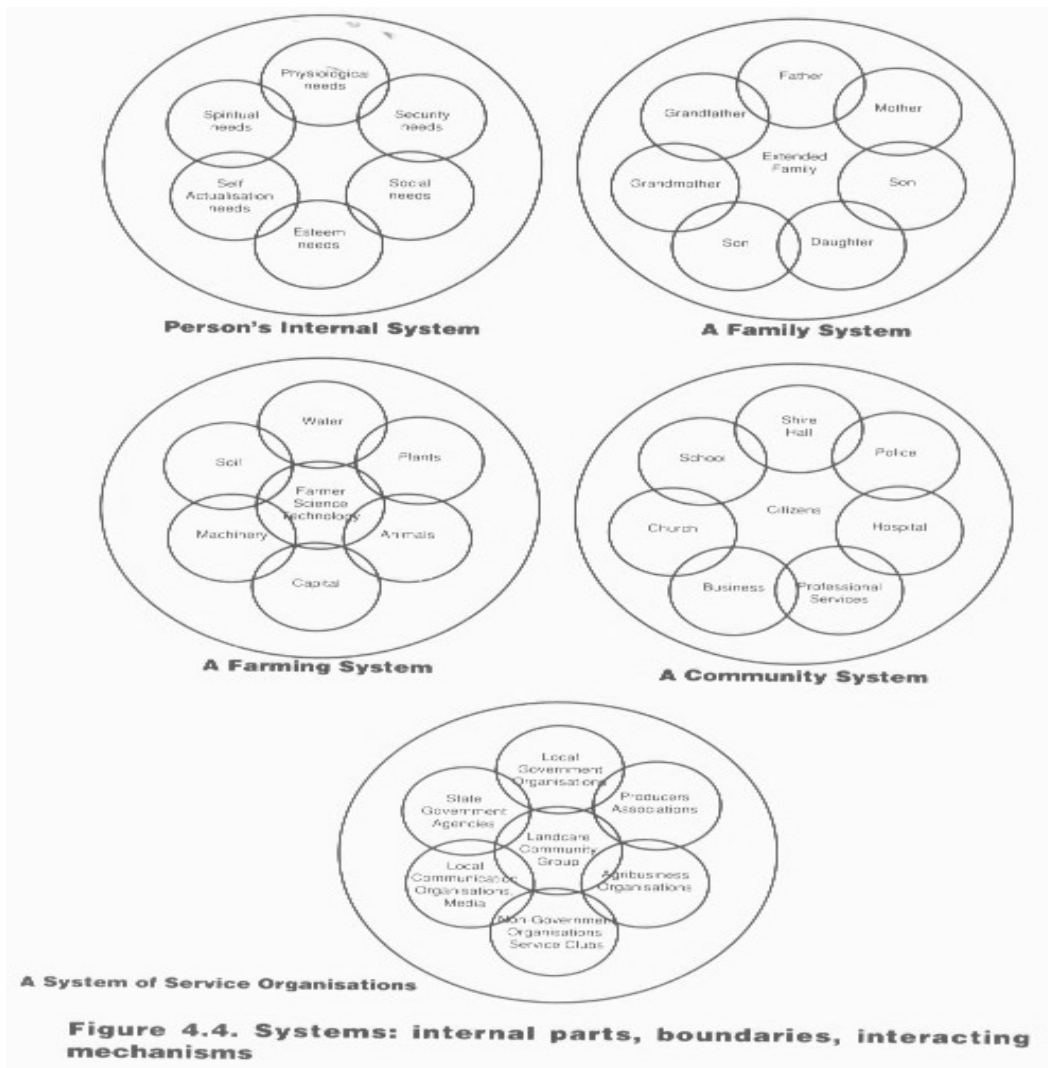 Physiological
needs
Spiritual
needs
Security
needs
Self
Actualisation
needs
Social
needs
Esteem
needs
Person's Internal System
Father
Grandfather
Mother
Extended
Family
Grandmother
Son
Son
Daughter
A Family System
Water
Soil
Plants
Farmer
Science
Technology
Machinery
Animals
Capital
A Farming System
Shire
Hall
School
Police
Citizens
Church
Hospital
Business
Professional
Services
A Community System
Local
Government
Organisations
State
Government
Agencies
Producers
Associations
Landcare
Community
Group
Local
Communication
Organisations,
Media
Agribusiness
Organisations
Non-Government
Organisations
Service Clubs
A System of Service Organisations
Figure 4.4. Systems: internal parts, boundaries, interacting
mechanisms